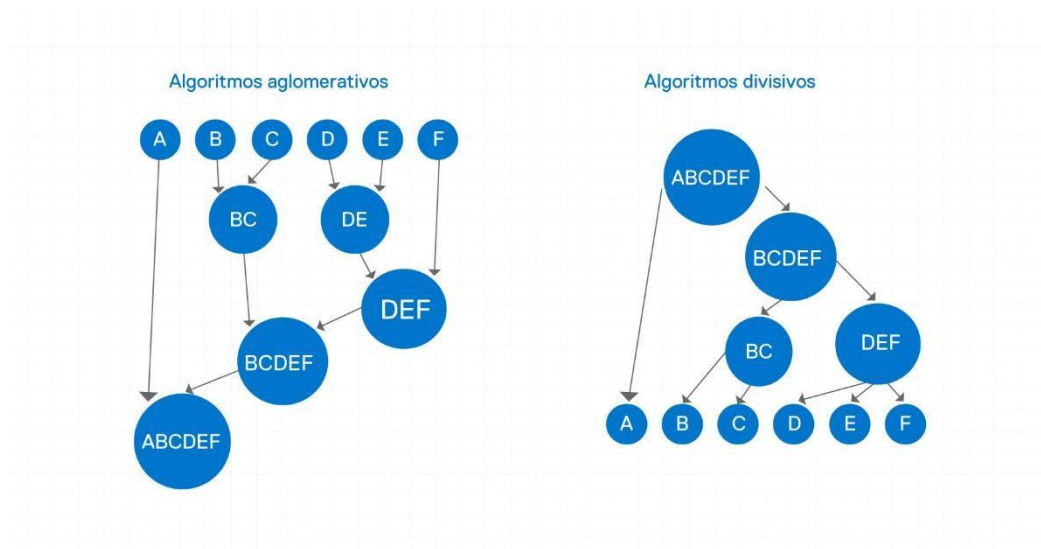 Algoritmos aglomerativos
A B C D E F
BC DE
DEF
BCDEF
ABCDEF
Algoritmos divisivos
ABCDEF
BCDEF
BC DEF
A B C D E F